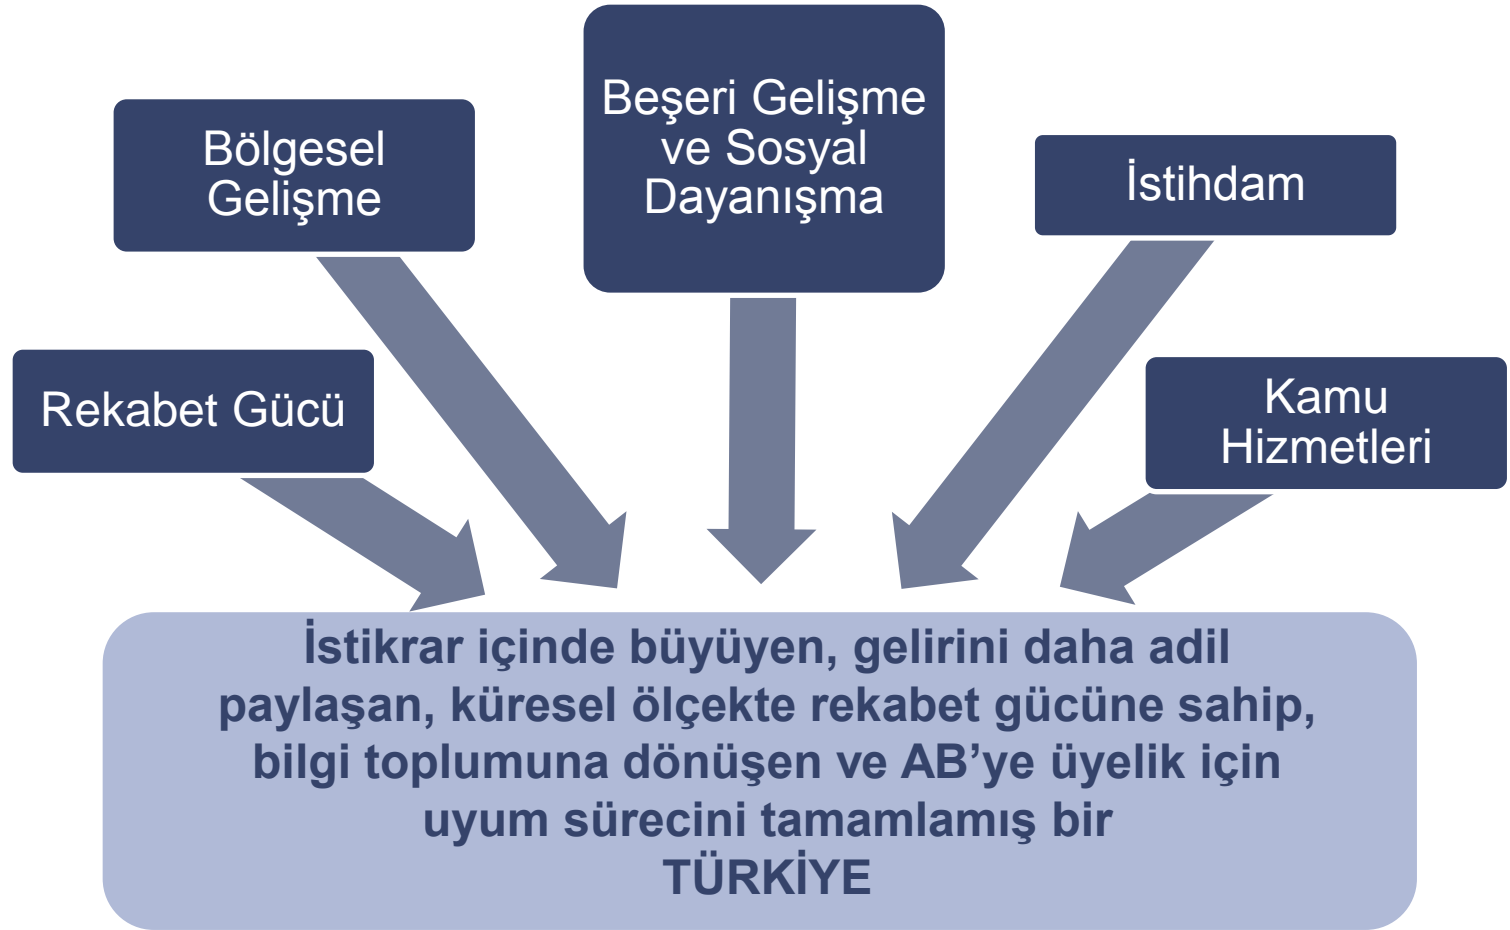 Beşeri Gelişme
ve Sosyal
Dayanışma
Bölgesel
Gelişme
İstihdam
Rekabet Gücü
Kamu
Hizmetleri
İstikrar içinde büyüyen, gelirini daha adil
paylaşan, küresel ölçekte rekabet gücüne sahip,
bilgi toplumuna dönüşen ve AB’ye üyelik için
uyum sürecini tamamlamış bir
TÜRKİYE